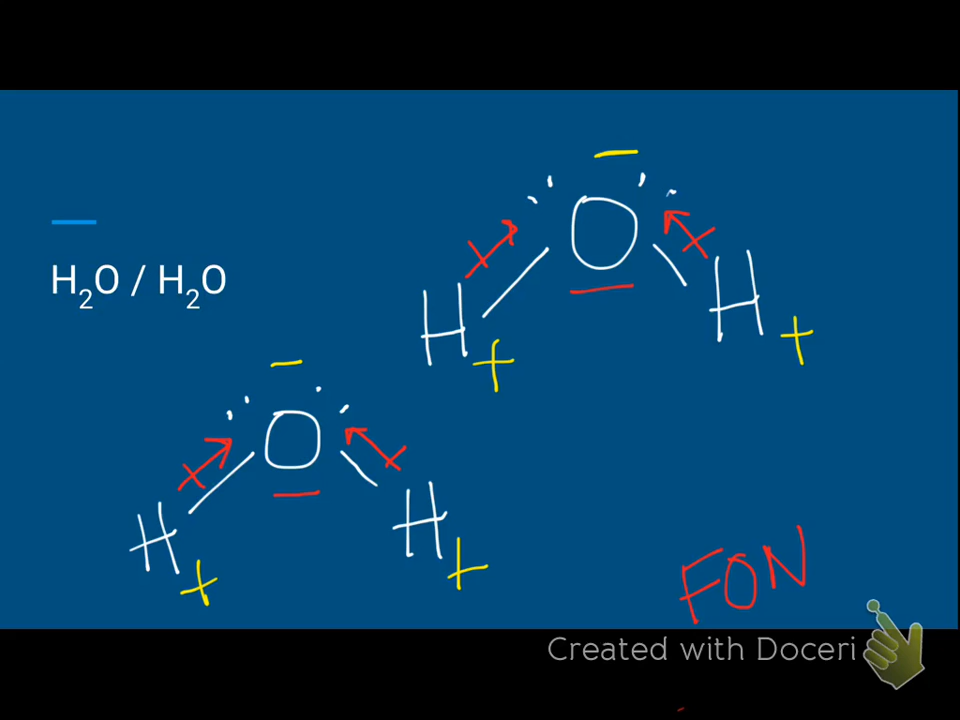 H₂O / H₂O
−
O
H
H
+
+
−
O
H
H
+
+
FON
Created with Doceri